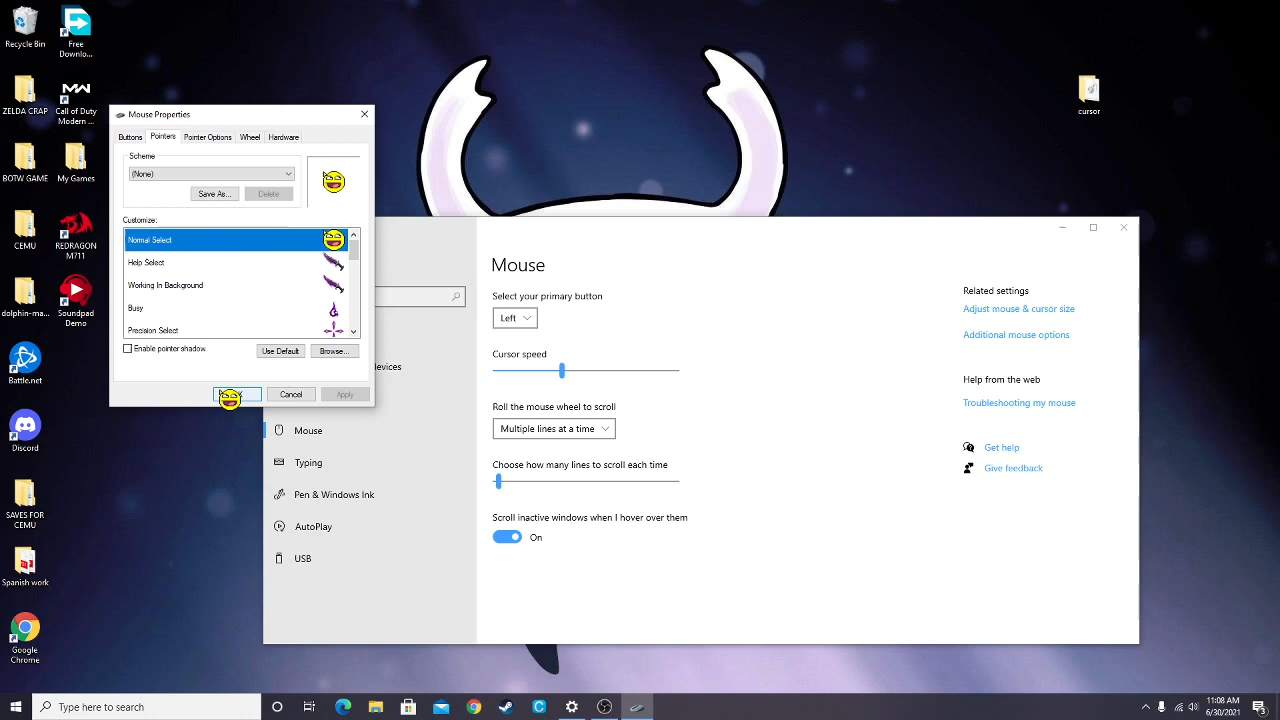 Recycle Bin
Free
Downlo...
ZELDA CRAP
Call of Duty
Modern ...
BOTW GAME
My Games
CEMU
REDRAGON
M711
dolphin-ma...
Soundpad
Demo
Battle.net
Discord
SAVES FOR
CEMU
Spanish work
Google
Chrome
cursor
Mouse Properties
Buttons
Pointers
Pointer Options
Wheel
Hardware
Scheme
(None)
Save As...
Delete
Customize:
Normal Select
Help Select
Working In Background
Busy
Precision Select
Enable pointer shadow
Use Default
Browse...
Cancel
Apply
Mouse
Typing
Pen & Windows Ink
AutoPlay
USB
Mouse
Select your primary button
Left
Cursor speed
Roll the mouse wheel to scroll
Multiple lines at a time
Choose how many lines to scroll each time
Scroll inactive windows when I hover over them
On
Related settings
Adjust mouse & cursor size
Additional mouse options
Help from the web
Troubleshooting my mouse
Get help
Give feedback
Type here to search
11:08 AM
6/30/2021